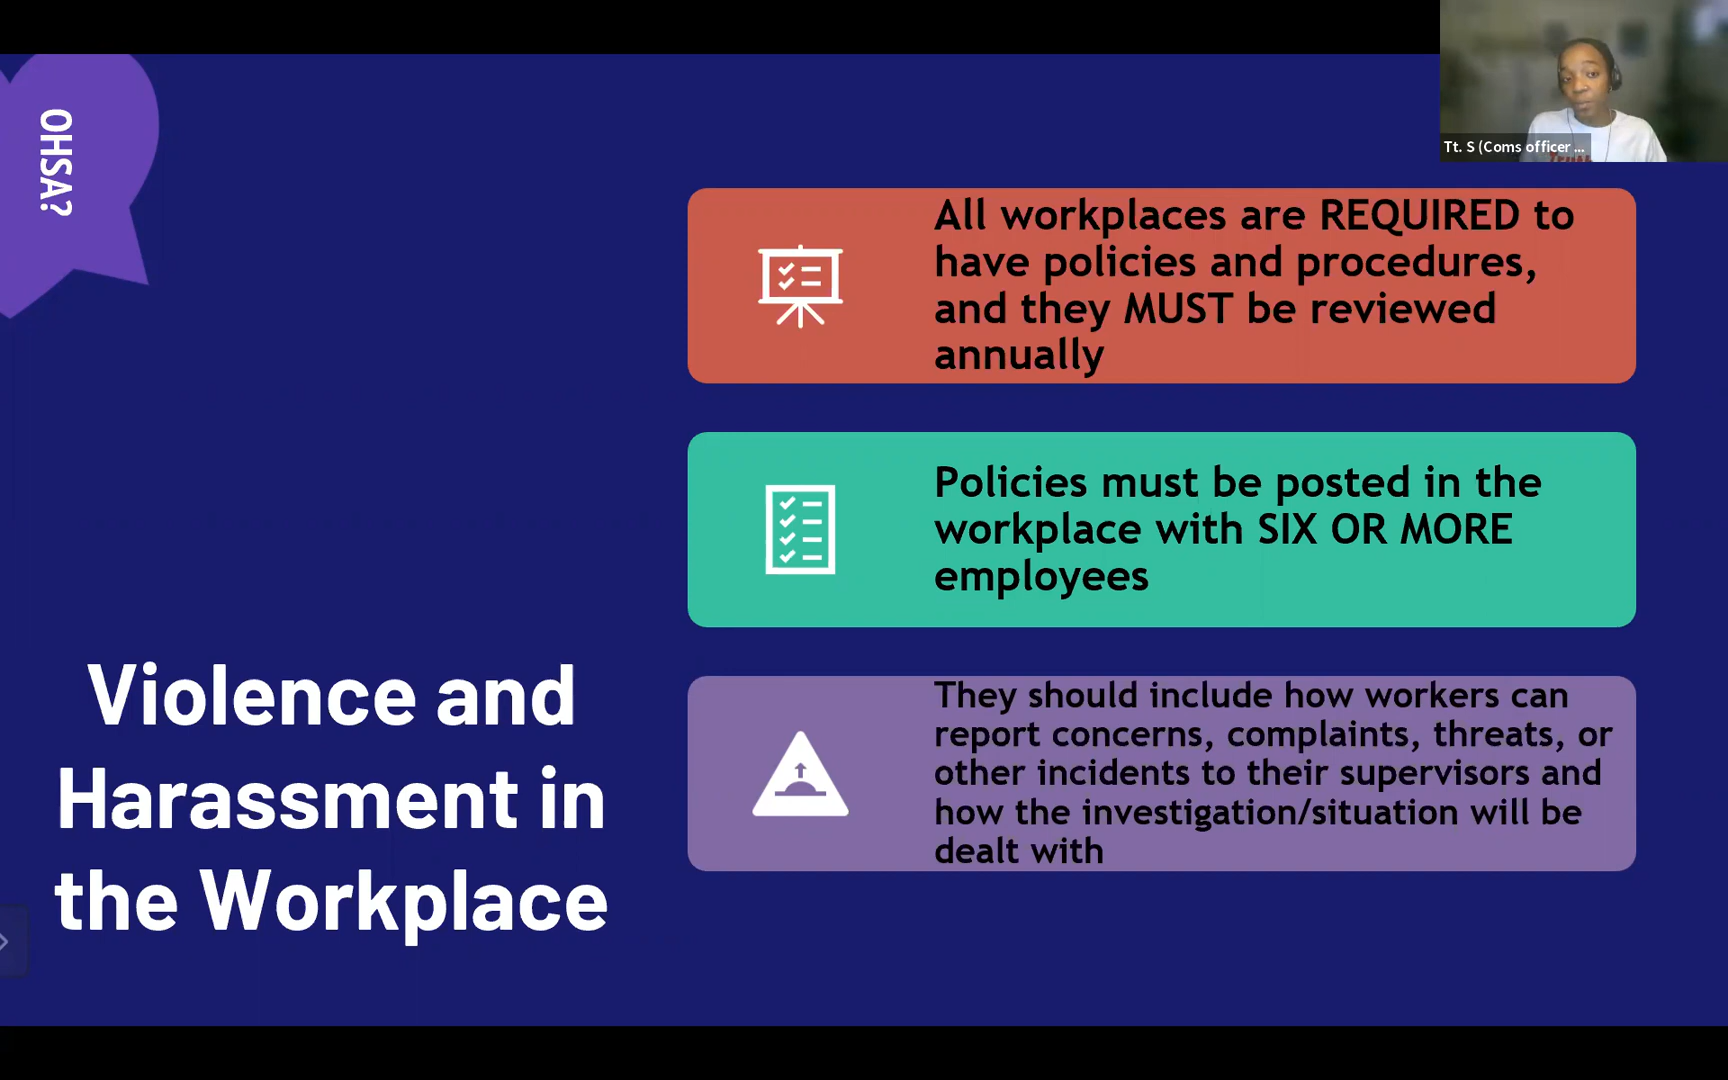 OHSA?
Tt. S (Coms officer ...
All workplaces are REQUIRED to
have policies and procedures,
and they MUST be reviewed
annually
Policies must be posted in the
workplace with SIX OR MORE
employees
They should include how workers can
report concerns, complaints, threats, or
other incidents to their supervisors and
how the investigation/situation will be
dealt with
Violence and
Harassment in
the Workplace